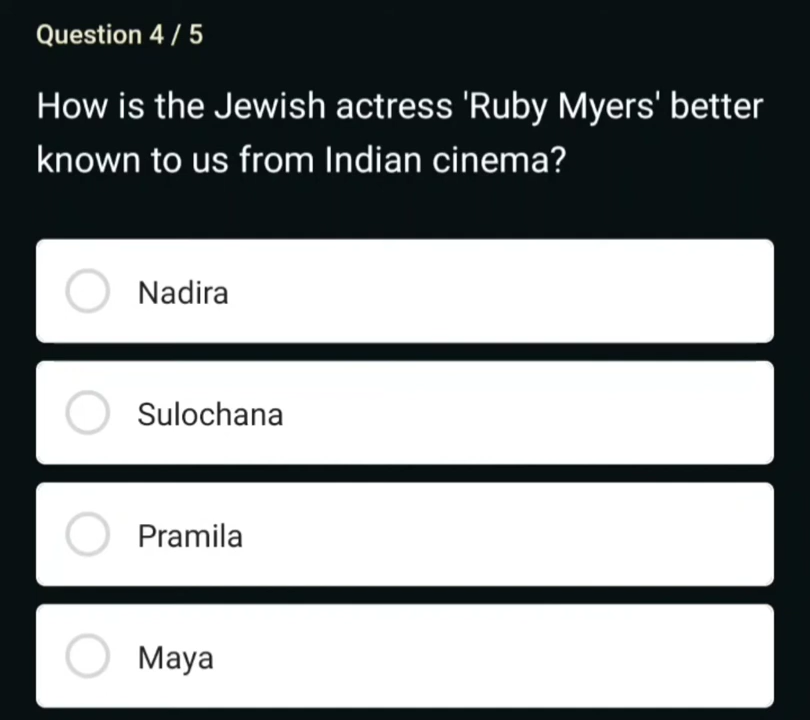 Question 4 / 5
How is the Jewish actress 'Ruby Myers' better
known to us from Indian cinema?
Nadira
Sulochana
Pramila
Maya